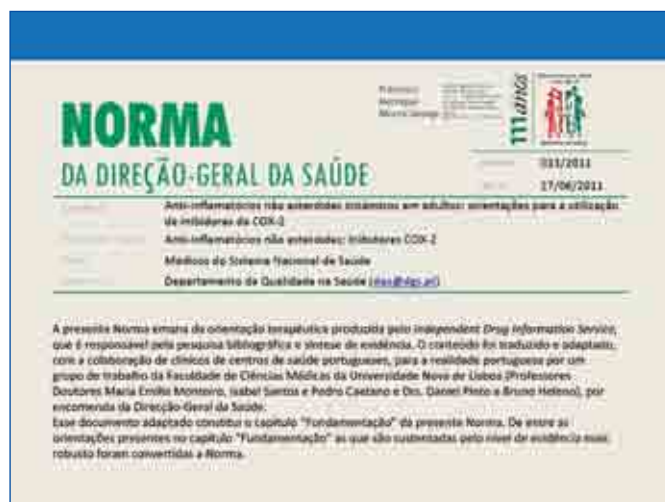 Francisco
Henrique
Moura George
111 anos
NORMA
DA DIREÇÃO-GERAL DA SAÚDE
013/2011
27/06/2011
Anti-inflamatórios não esteróides sistémicos em adultos: orientações para a utilização
de inibidores da COX-2
Anti-inflamatórios não esteróides; Inibidores COX-2
Médicos do Sistema Nacional de Saúde
Departamento da Qualidade na Saúde (dqs@dgs.pt)
A presente Norma emana da orientação terapêutica produzida pelo Independent Drug Information Service,
que é responsável pela pesquisa bibliográfica e síntese de evidência. O conteúdo foi traduzido e adaptado,
com a colaboração de clínicos de centros de saúde portugueses, para a realidade portuguesa por um
grupo de trabalho da Faculdade de Ciências Médicas da Universidade Nova de Lisboa (Professores
Doutores Maria Emília Monteiro, Isabel Santos e Pedro Caetano e Drs. Daniel Pinto e Bruno Heleno), por
encomenda da Direcção-Geral da Saúde.
Esse documento adaptado constitui o capítulo "Fundamentação" da presente Norma. De entre as
orientações presentes no capítulo "Fundamentação" as que são sustentadas pelo nível de evidência mais
robusto foram convertidas a Norma.